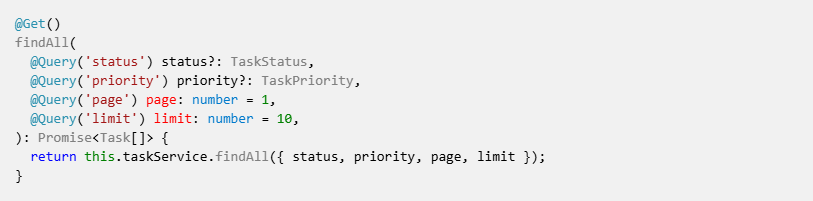 @Get()
findAll(
  @Query('status') status?: TaskStatus,
  @Query('priority') priority?: TaskPriority,
  @Query('page') page: number = 1,
  @Query('limit') limit: number = 10,
): Promise<Task[]> {
  return this.taskService.findAll({ status, priority, page, limit });
}